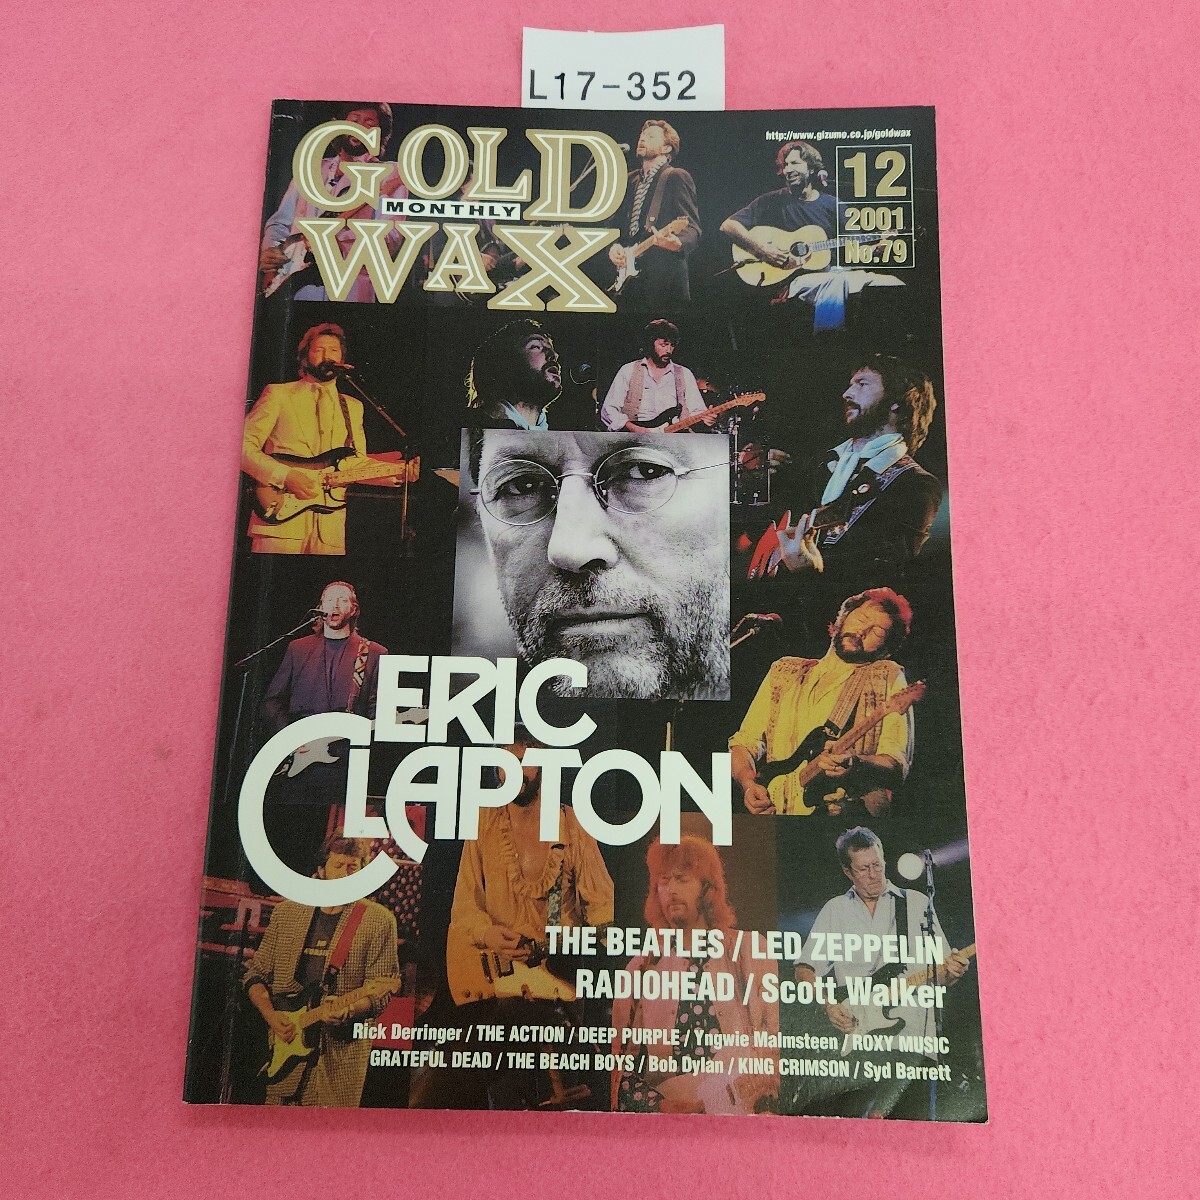 L17-352
http://www.gizumo.co.jp/goldwax
GOLD
MONTHLY
WAX
12
2001
No.79
ERIC
CLAPTON
THE BEATLES / LED ZEPPELIN
RADIOHEAD / Scott Walker
Rick Derringer / THE ACTION / DEEP PURPLE / Yngwie Malmsteen / ROXY MUSIC
GRATEFUL DEAD / THE BEACH BOYS / Bob Dylan / KING CRIMSON / Syd Barrett